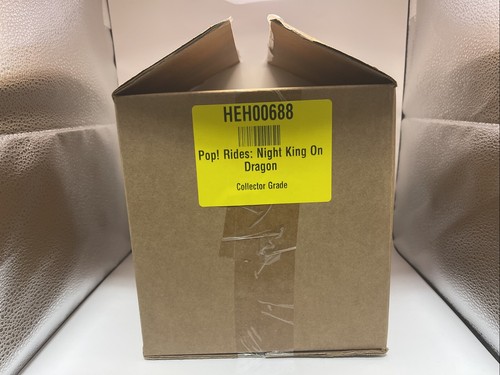 HEH00688
Pop! Rides: Night King On
Dragon
Collector Grade